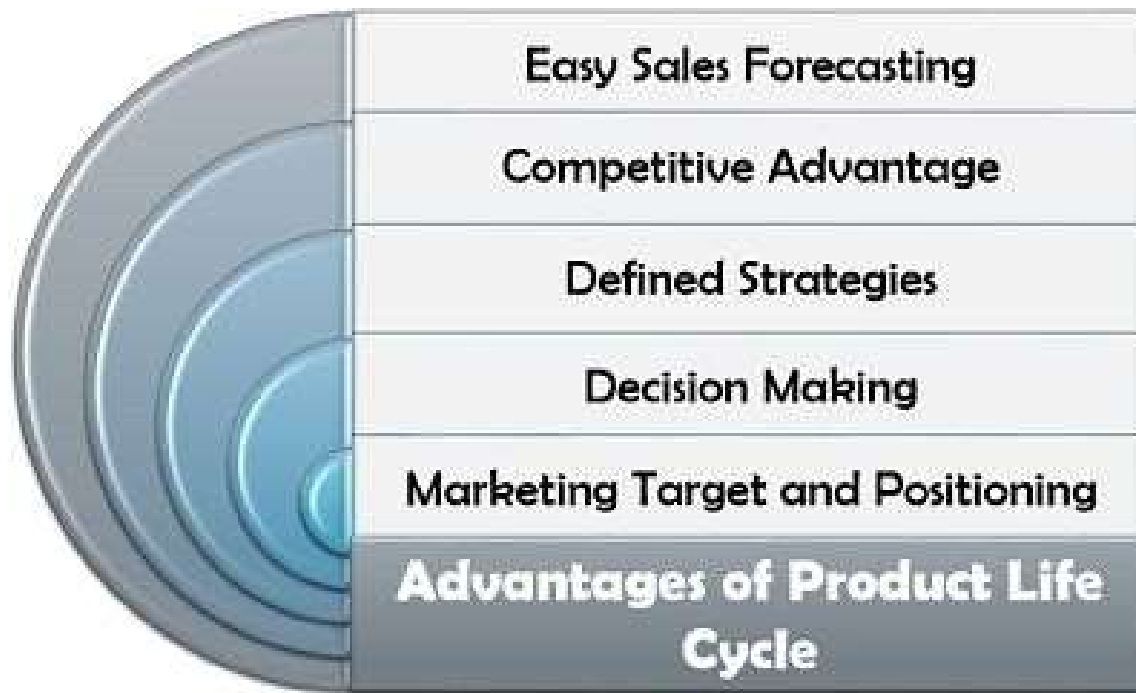 Easy Sales Forecasting
Competitive Advantage
Defined Strategies
Decision Making
Marketing Target and Positioning
Advantages of Product Life
Cycle